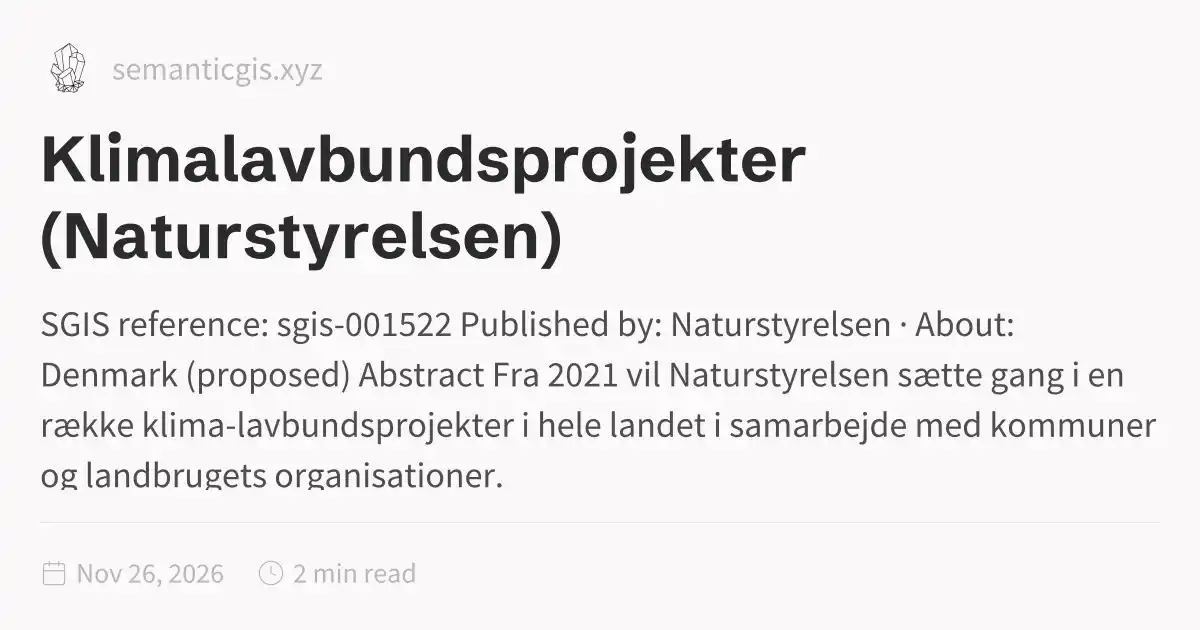 semanticgis.xyz
Klimalavbundsprojekter
(Naturstyrelsen)
SGIS reference: sgis-001522 Published by: Naturstyrelsen · About:
Denmark (proposed) Abstract Fra 2021 vil Naturstyrelsen sætte gang i en
række klima-lavbundsprojekter i hele landet i samarbejde med kommuner
og landbrugets organisationer.
Nov 26, 2026 2 min read